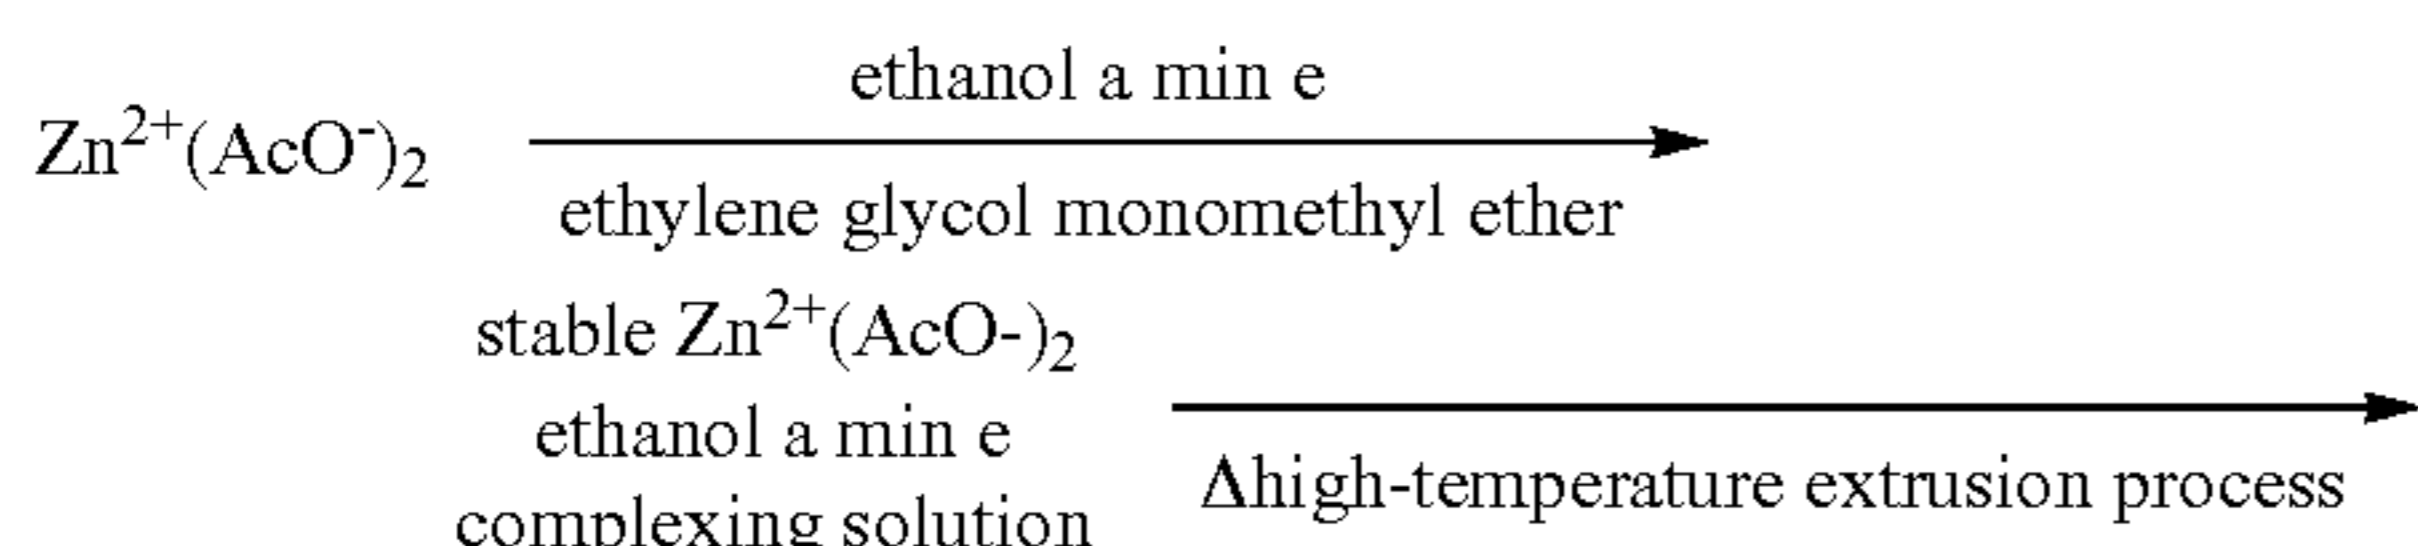 ethanol a min e
Zn²⁺(AcO⁻)₂
ethylene glycol monomethyl ether
stable Zn²⁺(AcO-)₂
ethanol a min e
complexing solution
Δhigh-temperature extrusion process